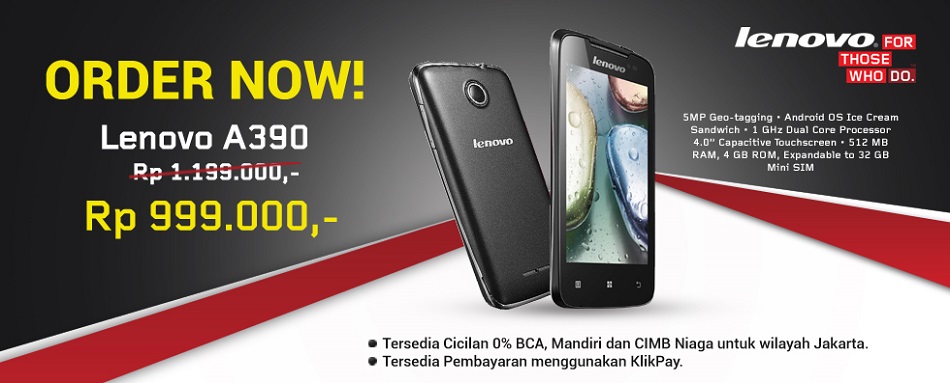 ORDER NOW!
Lenovo A390
Rp 1.199.000,-
Rp 999.000,-
lenovo
lenovo
lenovo. FOR
THOSE
WHO DO.
5MP Geo-tagging • Android OS Ice Cream
Sandwich • 1 GHz Dual Core Processor
4.0" Capacitive Touchscreen • 512 MB
RAM, 4 GB ROM, Expandable to 32 GB
Mini SIM
• Tersedia Cicilan 0% BCA, Mandiri dan CIMB Niaga untuk wilayah Jakarta.
• Tersedia Pembayaran menggunakan KlikPay.